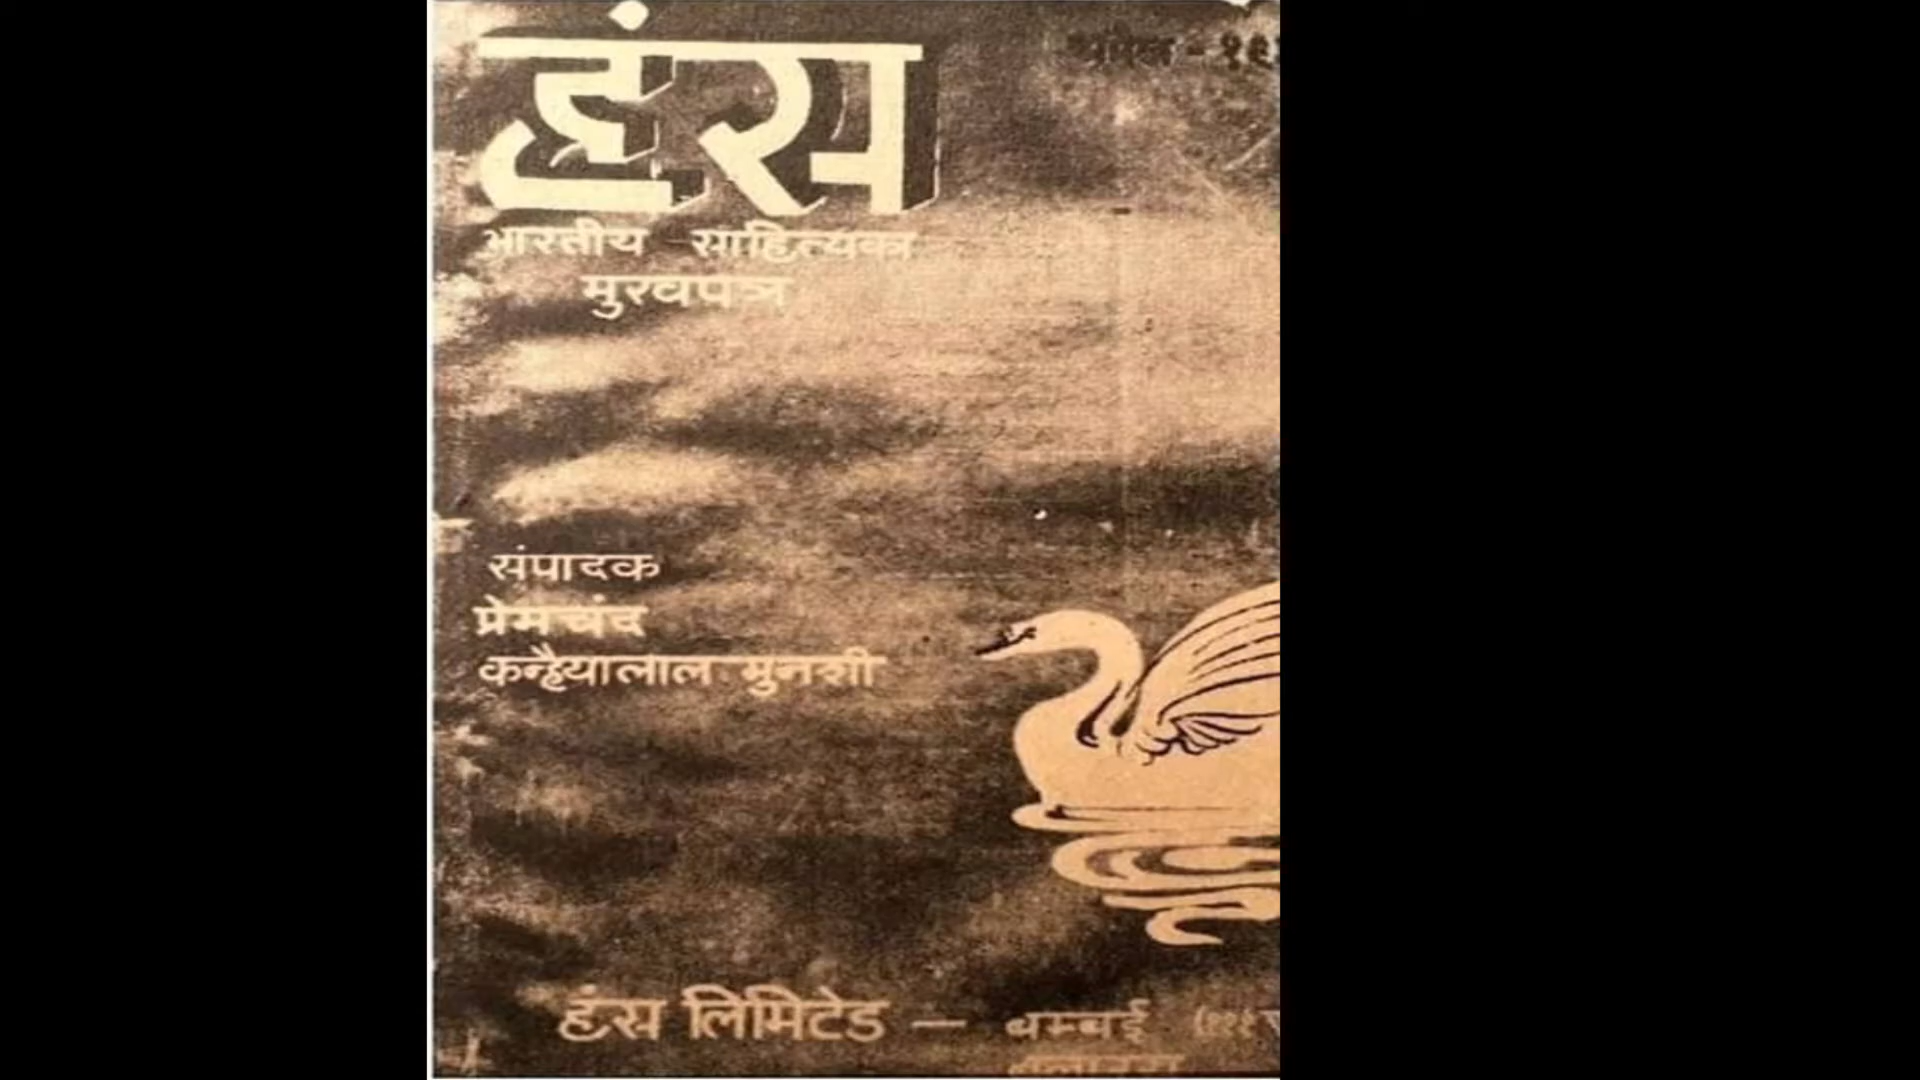 हंस
भारतीय साहित्यका
मुखपत्र
संपादक
प्रेमचंद
कन्हैयालाल मुनशी
हंस लिमिटेड — बम्बई